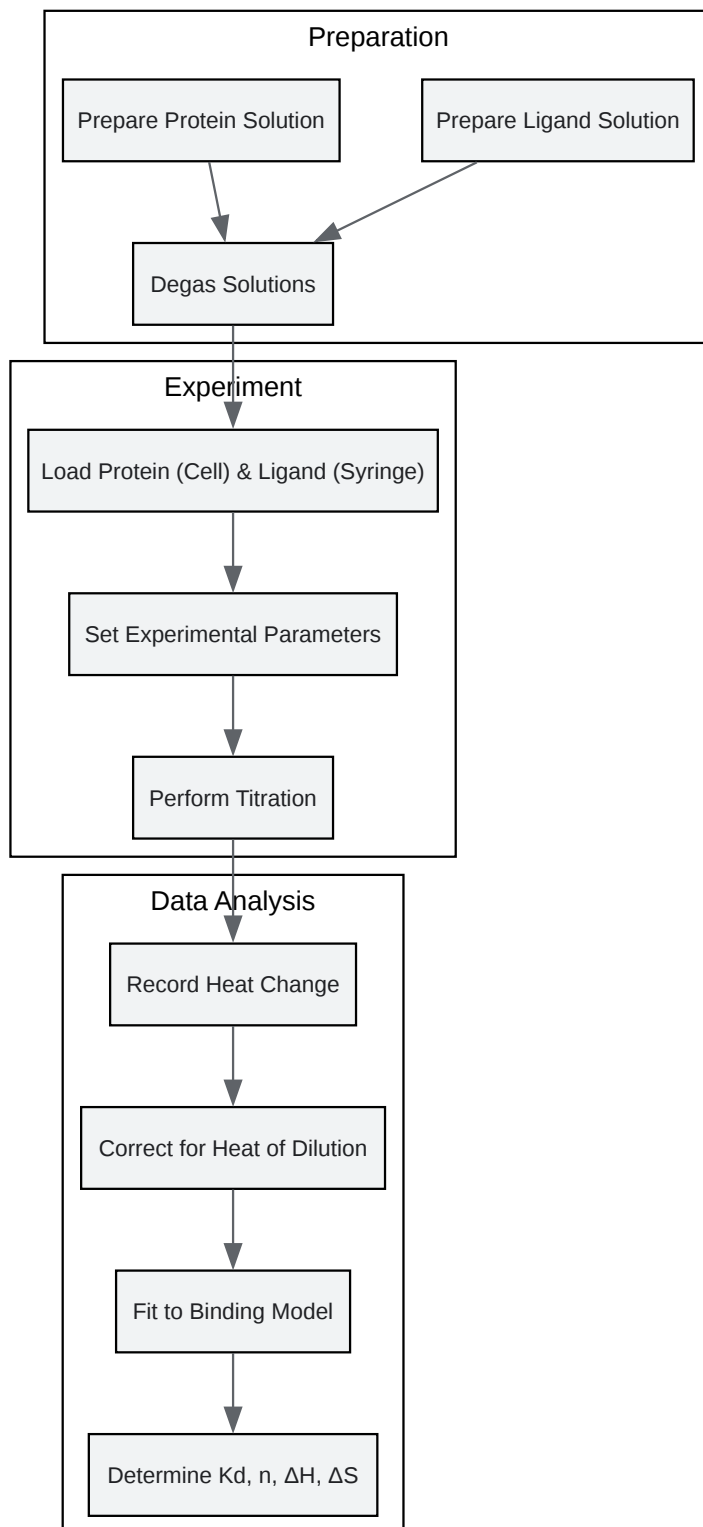 Preparation
Prepare Protein Solution
Prepare Ligand Solution
Degas Solutions
Experiment
Load Protein (Cell) & Ligand (Syringe)
Set Experimental Parameters
Perform Titration
Data Analysis
Record Heat Change
Correct for Heat of Dilution
Fit to Binding Model
Determine Kd, n, ΔH, ΔS